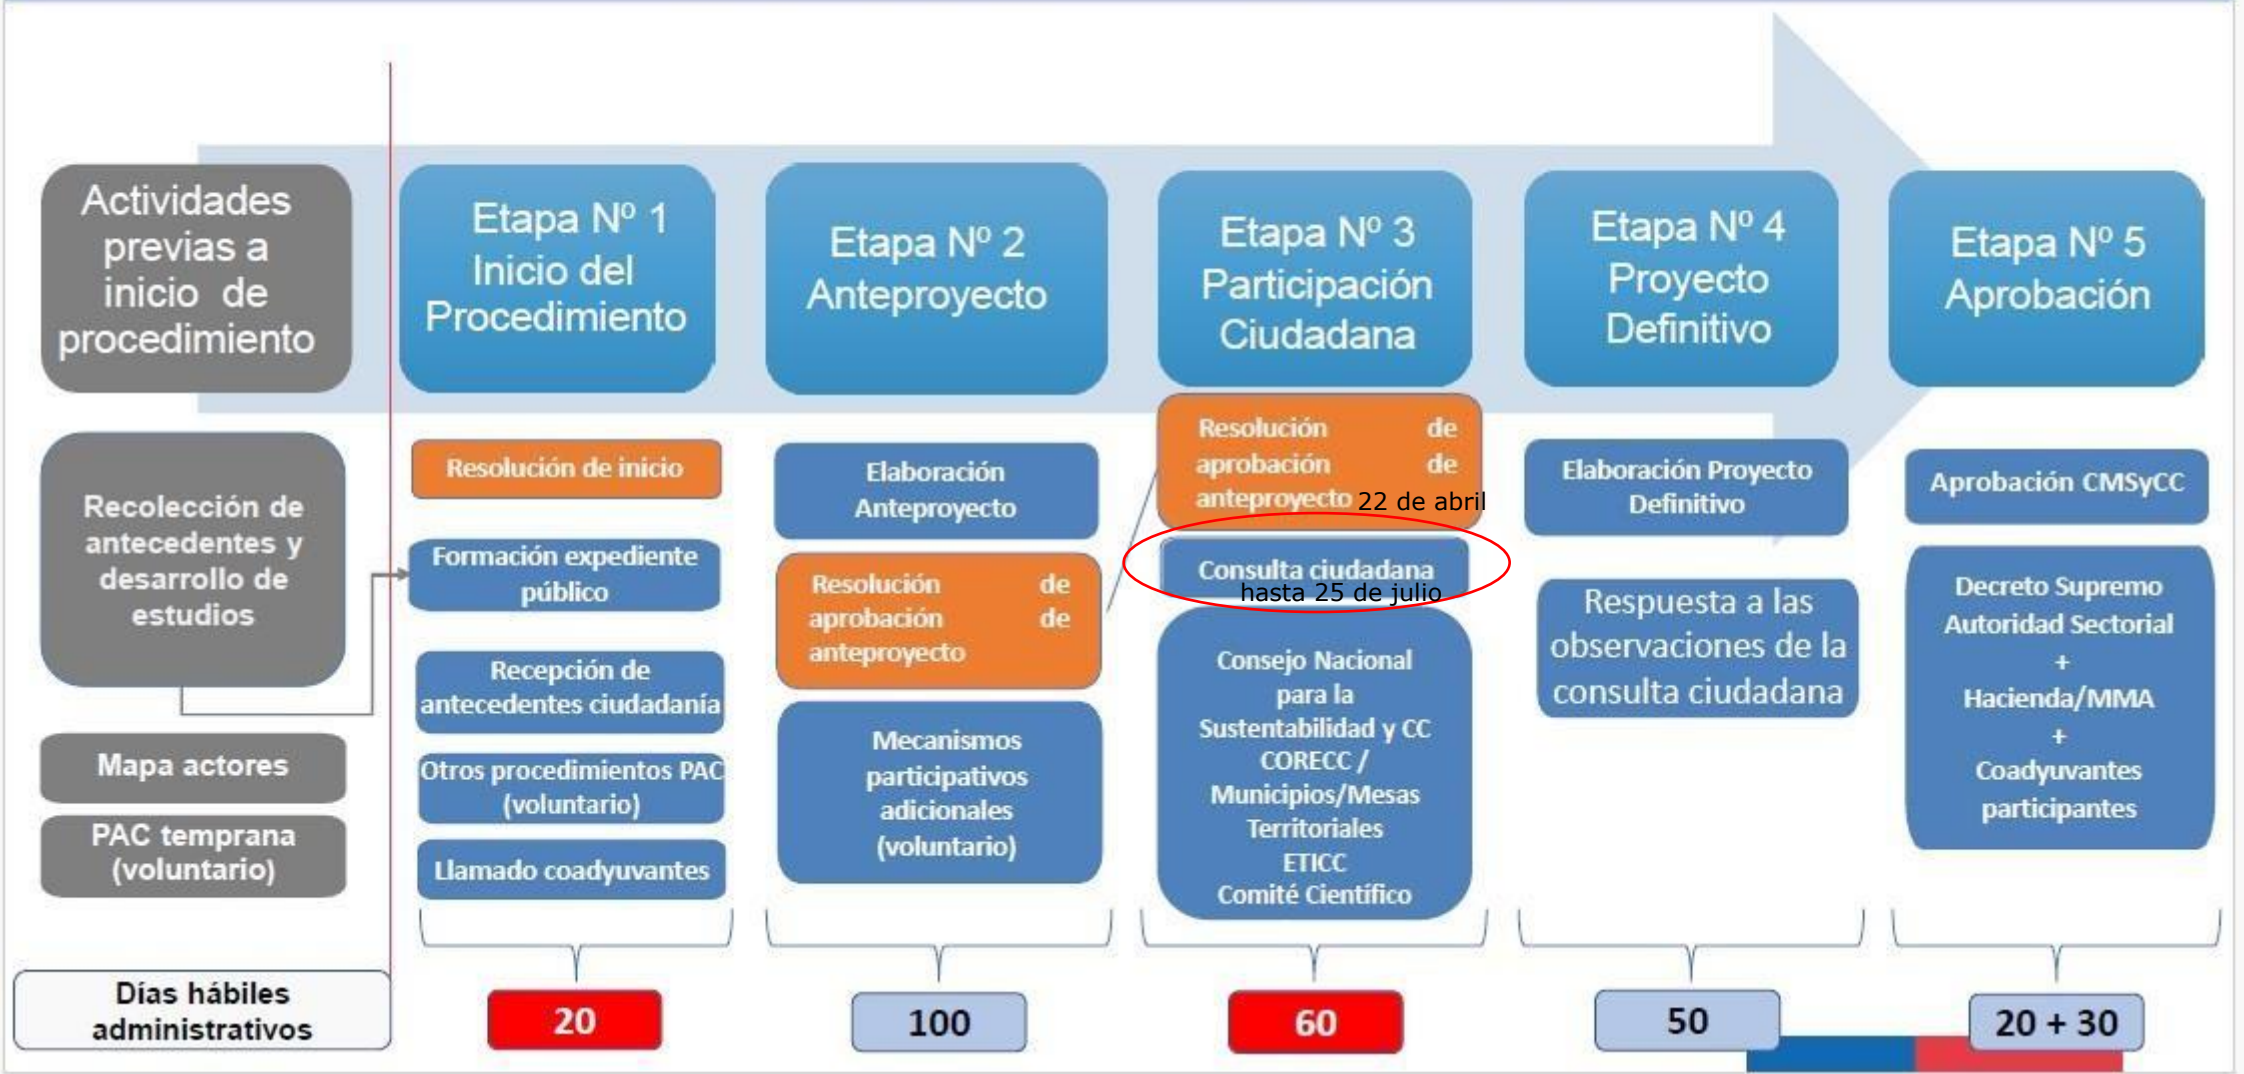 Actividades
previas a
inicio de
procedimiento
Etapa Nº 1
Inicio del
Procedimiento
Etapa Nº 2
Anteproyecto
Etapa Nº 3
Participación
Ciudadana
Etapa Nº 4
Proyecto
Definitivo
Etapa Nº 5
Aprobación
Recolección de
antecedentes y
desarrollo de
estudios
Mapa actores
PAC temprana
(voluntario)
Resolución de inicio
Formación expediente
público
Recepción de
antecedentes ciudadanía
Otros procedimientos PAC
(voluntario)
Llamado coadyuvantes
Elaboración
Anteproyecto
Resolución de
aprobación de
anteproyecto
Mecanismos
participativos
adicionales
(voluntario)
Resolución de
aprobación de
anteproyecto 22 de abril
Consulta ciudadana
hasta 25 de julio
Consejo Nacional
para la
Sustentabilidad y CC
CORECC /
Municipios/Mesas
Territoriales
ETICC
Comité Científico
Elaboración Proyecto
Definitivo
Respuesta a las
observaciones de la
consulta ciudadana
Aprobación CMSyCC
Decreto Supremo
Autoridad Sectorial
+
Hacienda/MMA
+
Coadyuvantes
participantes
Días hábiles
administrativos
20
100
60
50
20 + 30